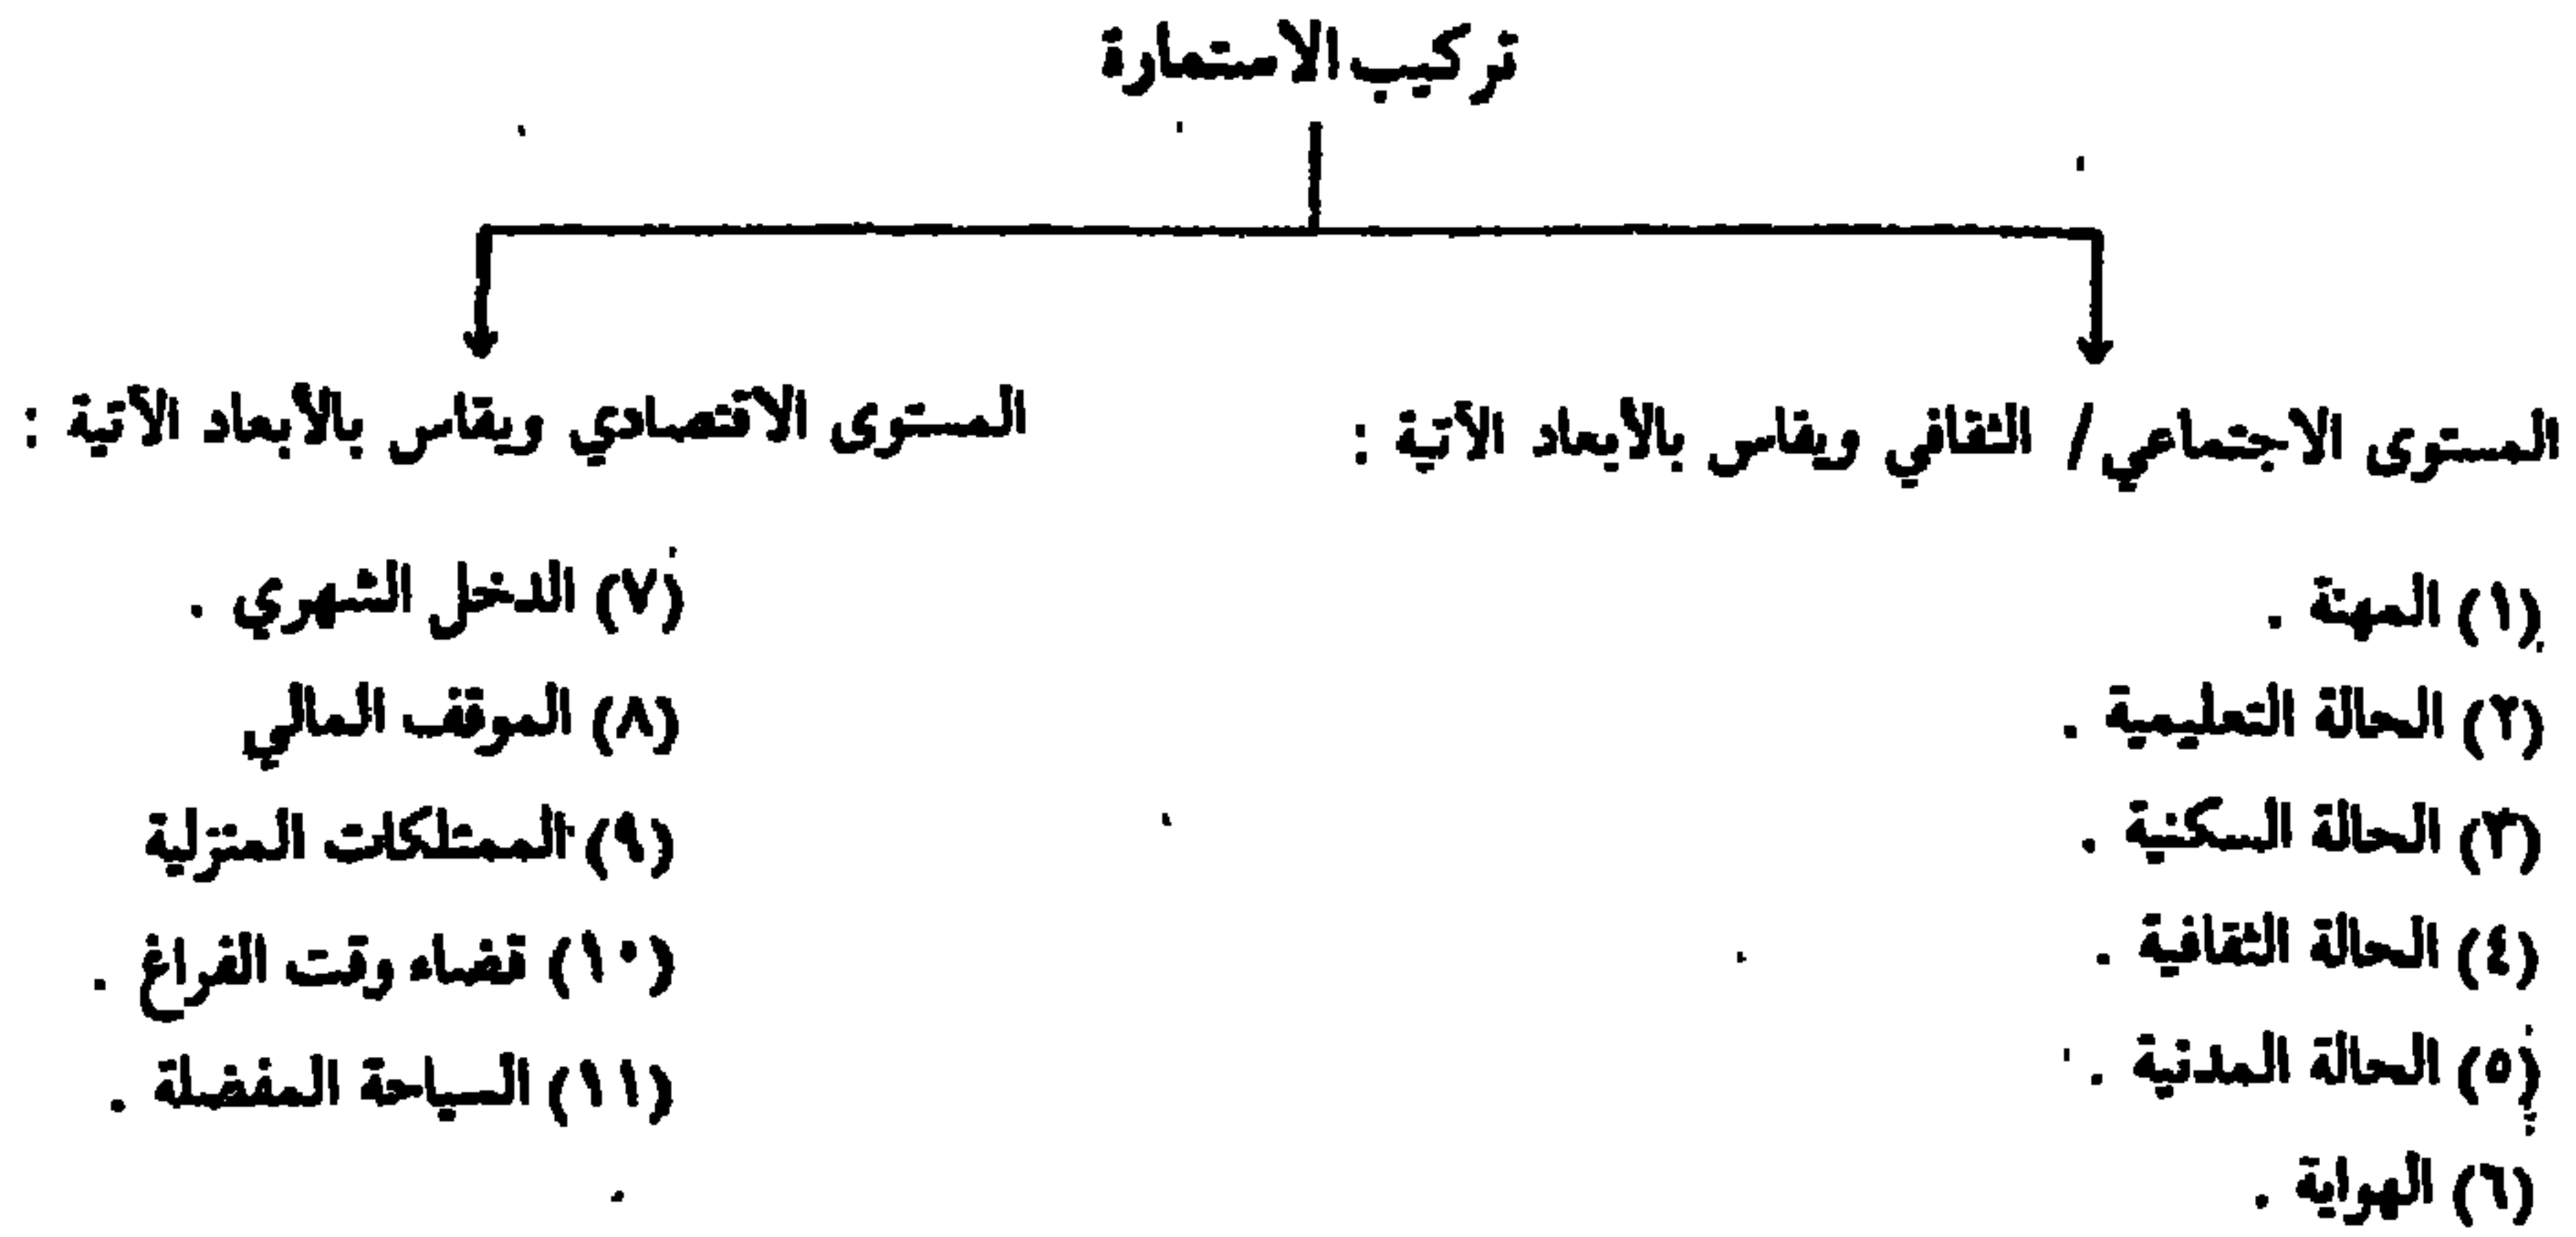 تركيب الاستمارة
المستوى الاجتماعي / الثقافي ويقاس بالأبعاد الآتية :
(١) المهنة .
(٢) الحالة التعليمية .
(٣) الحالة السكنية .
(٤) الحالة الثقافية .
(٥) الحالة المدنية .
(٦) الهواية .
المستوى الاقتصادي ويقاس بالأبعاد الآتية :
(٧) الدخل الشهري .
(٨) الموقف المالي
(٩) الممتلكات المنزلية
(١٠) قضاء وقت الفراغ .
(١١) السياحة المفضلة .